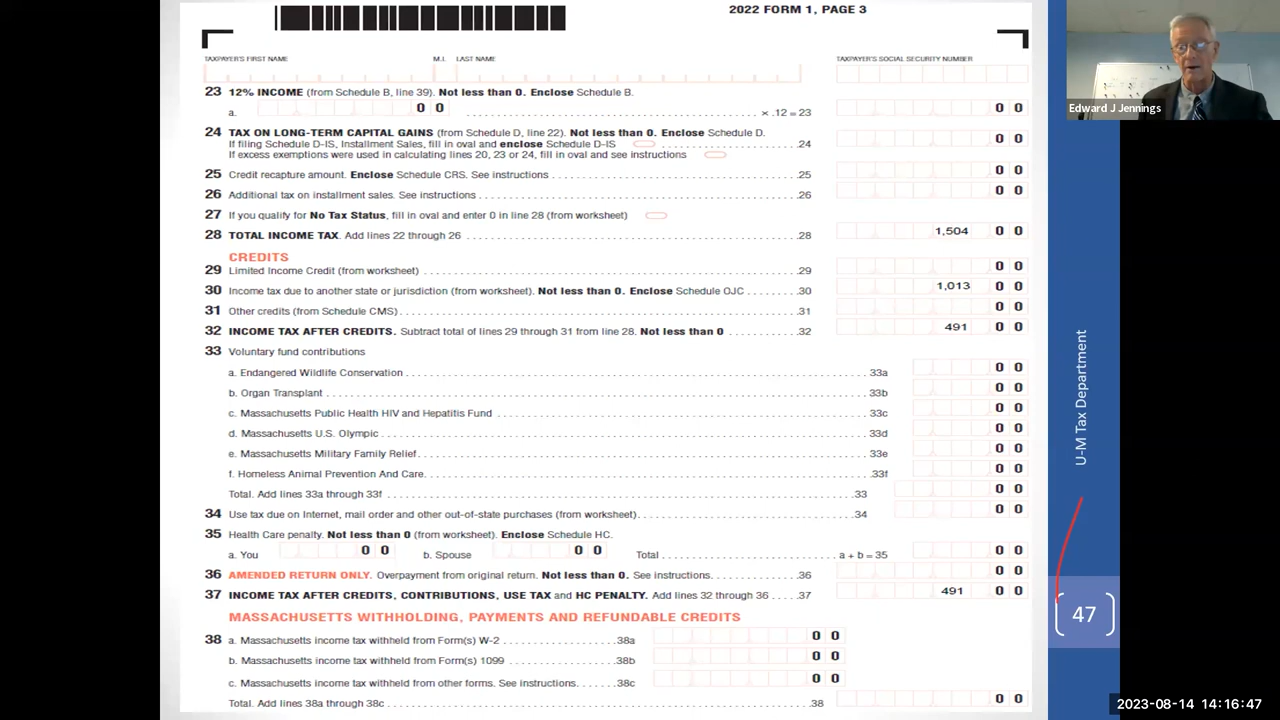 2022 FORM 1, PAGE 3
TAXPAYER'S FIRST NAME M.I. LAST NAME TAXPAYER'S SOCIAL SECURITY NUMBER
23 12% INCOME (from Schedule B, line 39). Not less than 0. Enclose Schedule B.
a. 0 0 × .12 = 23 0 0
24 TAX ON LONG-TERM CAPITAL GAINS (from Schedule D, line 22). Not less than 0. Enclose Schedule D.
If filing Schedule D-IS, Installment Sales, fill in oval and enclose Schedule D-IS 24 0 0
If excess exemptions were used in calculating lines 20, 23 or 24, fill in oval and see instructions
25 Credit recapture amount. Enclose Schedule CRS. See instructions 25 0 0
26 Additional tax on installment sales. See instructions 26 0 0
27 If you qualify for No Tax Status, fill in oval and enter 0 in line 28 (from worksheet)
28 TOTAL INCOME TAX. Add lines 22 through 26 28 1,504 0 0
CREDITS
29 Limited Income Credit (from worksheet) 29 0 0
30 Income tax due to another state or jurisdiction (from worksheet). Not less than 0. Enclose Schedule OJC 30 1,013 0 0
31 Other credits (from Schedule CMS) 31 0 0
32 INCOME TAX AFTER CREDITS. Subtract total of lines 29 through 31 from line 28. Not less than 0 32 491 0 0
33 Voluntary fund contributions
a. Endangered Wildlife Conservation 33a 0 0
b. Organ Transplant 33b 0 0
c. Massachusetts Public Health HIV and Hepatitis Fund 33c 0 0
d. Massachusetts U.S. Olympic 33d 0 0
e. Massachusetts Military Family Relief 33e 0 0
f. Homeless Animal Prevention And Care 33f 0 0
Total. Add lines 33a through 33f 33 0 0
34 Use tax due on Internet, mail order and other out-of-state purchases (from worksheet) 34 0 0
35 Health Care penalty. Not less than 0 (from worksheet). Enclose Schedule HC.
a. You 0 0 b. Spouse 0 0 Total a + b = 35 0 0
36 AMENDED RETURN ONLY. Overpayment from original return. Not less than 0. See instructions. 36 0 0
37 INCOME TAX AFTER CREDITS, CONTRIBUTIONS, USE TAX and HC PENALTY. Add lines 32 through 36 37 491 0 0
MASSACHUSETTS WITHHOLDING, PAYMENTS AND REFUNDABLE CREDITS
38 a. Massachusetts income tax withheld from Form(s) W-2 38a 0 0
b. Massachusetts income tax withheld from Form(s) 1099 38b 0 0
c. Massachusetts income tax withheld from other forms. See instructions. 38c 0 0
Total. Add lines 38a through 38c 38 0 0
Edward J Jennings
U-M Tax Department
47
2023-08-14 14:16:47